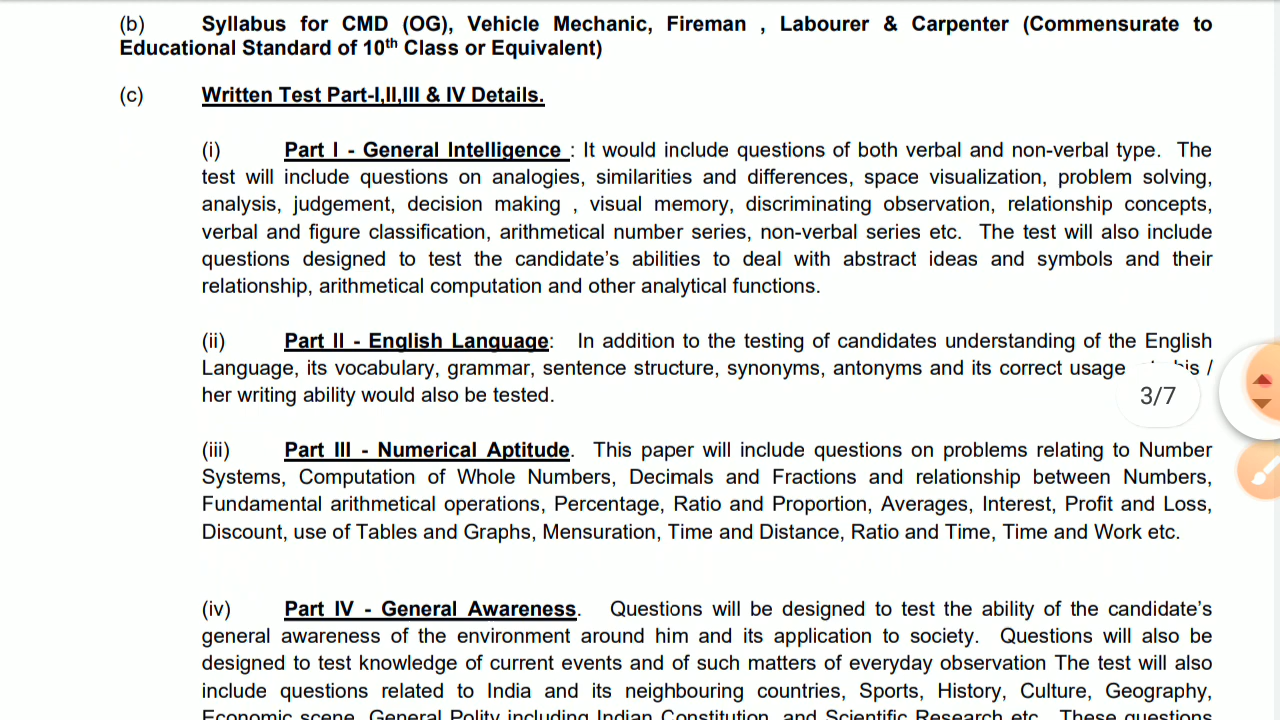 (b) Syllabus for CMD (OG), Vehicle Mechanic, Fireman , Labourer & Carpenter (Commensurate to
Educational Standard of 10th Class or Equivalent)
(c) Written Test Part-I,II,III & IV Details.
(i) Part I - General Intelligence : It would include questions of both verbal and non-verbal type. The
test will include questions on analogies, similarities and differences, space visualization, problem solving,
analysis, judgement, decision making , visual memory, discriminating observation, relationship concepts,
verbal and figure classification, arithmetical number series, non-verbal series etc. The test will also include
questions designed to test the candidate’s abilities to deal with abstract ideas and symbols and their
relationship, arithmetical computation and other analytical functions.
(ii) Part II - English Language: In addition to the testing of candidates understanding of the English
Language, its vocabulary, grammar, sentence structure, synonyms, antonyms and its correct usage /
her writing ability would also be tested.
3/7
(iii) Part III - Numerical Aptitude. This paper will include questions on problems relating to Number
Systems, Computation of Whole Numbers, Decimals and Fractions and relationship between Numbers,
Fundamental arithmetical operations, Percentage, Ratio and Proportion, Averages, Interest, Profit and Loss,
Discount, use of Tables and Graphs, Mensuration, Time and Distance, Ratio and Time, Time and Work etc.
(iv) Part IV - General Awareness. Questions will be designed to test the ability of the candidate’s
general awareness of the environment around him and its application to society. Questions will also be
designed to test knowledge of current events and of such matters of everyday observation The test will also
include questions related to India and its neighbouring countries, Sports, History, Culture, Geography,
Economic scene, General Polity including Indian Constitution, and Scientific Research etc. These questions